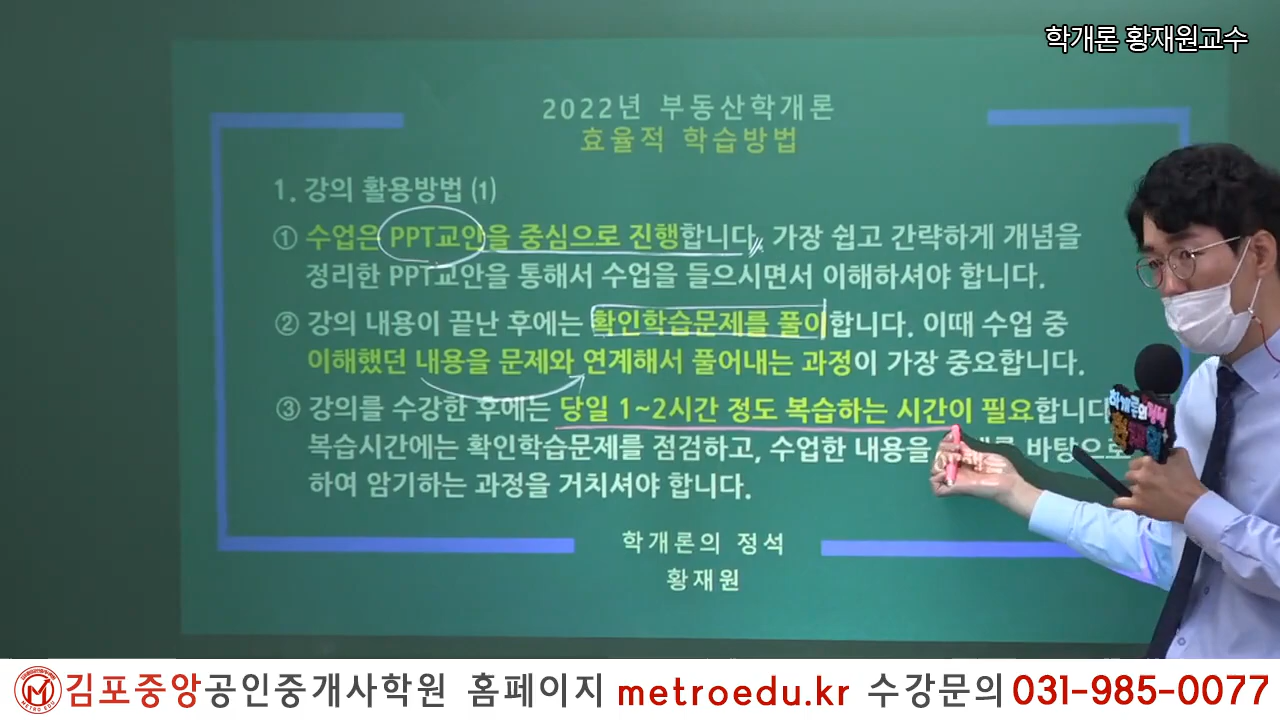 학개론 황재원교수
2022년 부동산학개론
효율적 학습방법
1. 강의 활용방법 (1)
① 수업은 PPT교안을 중심으로 진행합니다. 가장 쉽고 간략하게 개념을
정리한 PPT교안을 통해서 수업을 들으시면서 이해하셔야 합니다.
② 강의 내용이 끝난 후에는 확인학습문제를 풀이합니다. 이때 수업 중
이해했던 내용을 문제와 연계해서 풀어내는 과정이 가장 중요합니다.
③ 강의를 수강한 후에는 당일 1~2시간 정도 복습하는 시간이 필요합니다
복습시간에는 확인학습문제를 점검하고, 수업한 내용을 바탕으로
하여 암기하는 과정을 거치셔야 합니다.
학개론의 정석
황재원
학개론의
METRO EDU
김포중앙공인중개사학원 홈페이지 metroedu.kr 수강문의 031-985-0077